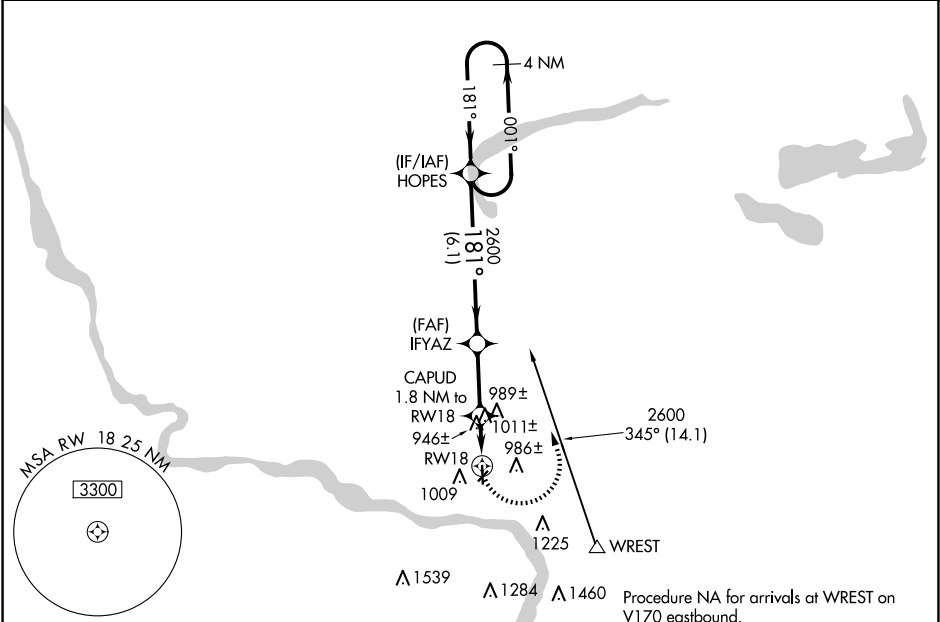 4 NM
181°
001°
(IF/IAF)
HOPES
2600
181°
(6.1)
(FAF)
IFYAZ
CAPUD
1.8 NM to
RW18
989±
1011±
946±
986±
RW18
1009
2600
345° (14.1)
MSA RW 18 25 NM
3300
1225
WREST
1539
1284
1460
Procedure NA for arrivals at WREST on
V170 eastbound.